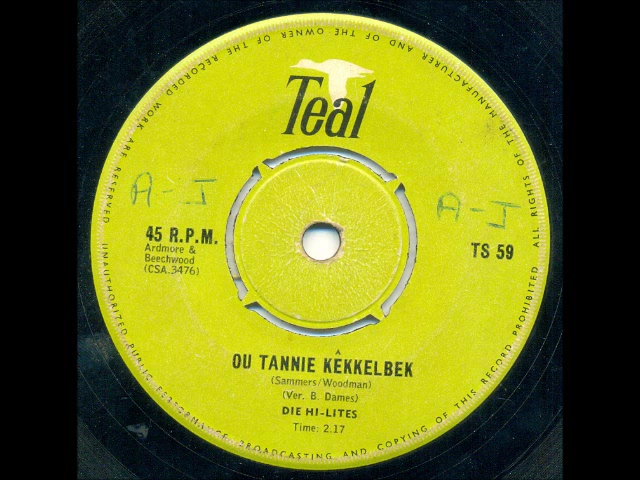 ALL RIGHTS OF THE MANUFACTURER AND OF THE OWNER OF THE RECORDED WORK ARE RESERVED UNAUTHORIZED PUBLIC PERFORMANCE BROADCASTING AND COPYING OF THIS RECORD PROHIBITED
Teal
A-I
A-I
45 R.P.M.
TS 59
Ardmore &
Beechwood
(CSA.3476)
A
OU TANNIE KEKKELBEK
(Sammers/Woodman)
(Ver. B. Dames)
DIE HI-LITES
Time: 2.17